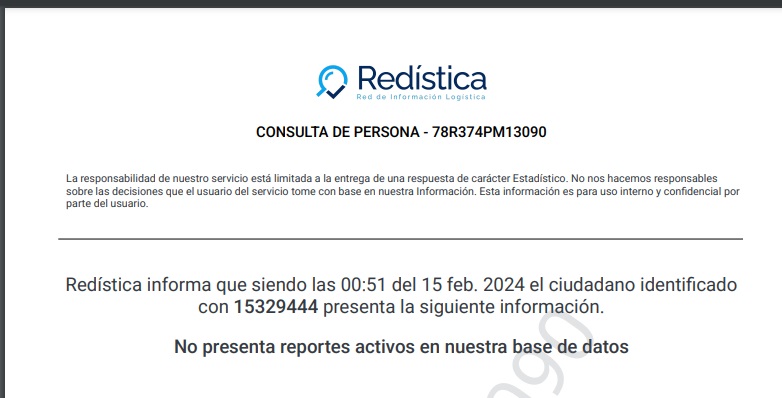 Redística
Red de Información Logística
CONSULTA DE PERSONA - 78R374PM13090
La responsabilidad de nuestro servicio está limitada a la entrega de una respuesta de carácter Estadístico. No nos hacemos responsables
sobre las decisiones que el usuario del servicio tome con base en nuestra Información. Esta información es para uso interno y confidencial por
parte del usuario.
Redística informa que siendo las 00:51 del 15 feb. 2024 el ciudadano identificado
con 15329444 presenta la siguiente información.
No presenta reportes activos en nuestra base de datos
090